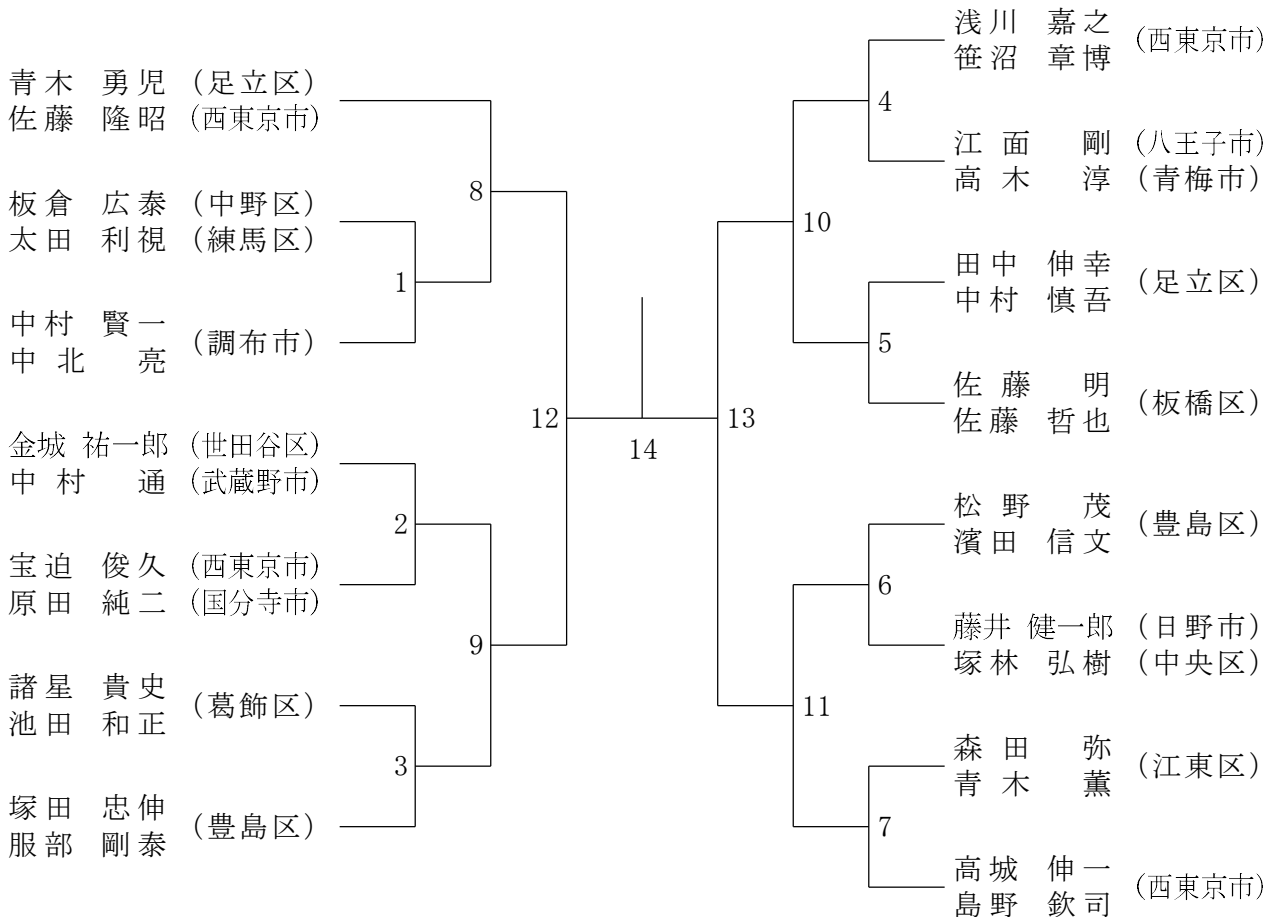 青木 勇児 (足立区)
佐藤 隆昭 (西東京市)
板倉 広泰 (中野区)
太田 利視 (練馬区)
中村 賢一
中北 亮
(調布市)
金城 祐一郎 (世田谷区)
中村 通 (武蔵野市)
宝迫 俊久 (西東京市)
原田 純二 (国分寺市)
諸星 貴史
池田 和正
(葛飾区)
塚田 忠伸
服部 剛泰
(豊島区)
8
1
2
9
3
12
14
13
10
11
4
5
6
7
浅川 嘉之
笹沼 章博
(西東京市)
江面 剛 (八王子市)
高木 淳 (青梅市)
田中 伸幸
中村 慎吾
(足立区)
佐藤 明
佐藤 哲也
(板橋区)
松野 茂
濱田 信文
(豊島区)
藤井 健一郎 (日野市)
塚林 弘樹 (中央区)
森田 弥
青木 薫
(江東区)
高城 伸一
島野 欽司
(西東京市)